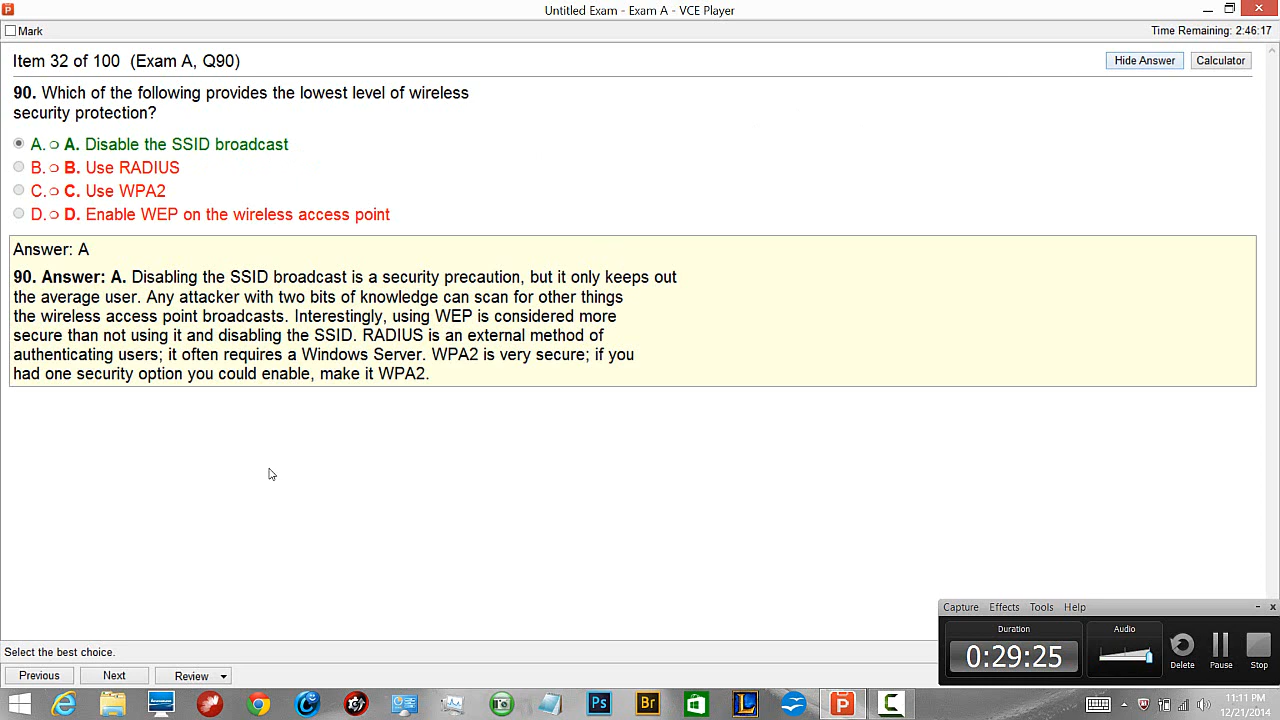 Untitled Exam - Exam A - VCE Player
Mark
Time Remaining: 2:46:17
Item 32 of 100 (Exam A, Q90)
Hide Answer
Calculator
90. Which of the following provides the lowest level of wireless
security protection?
A. A. Disable the SSID broadcast
B. B. Use RADIUS
C. C. Use WPA2
D. D. Enable WEP on the wireless access point
Answer: A
90. Answer: A. Disabling the SSID broadcast is a security precaution, but it only keeps out
the average user. Any attacker with two bits of knowledge can scan for other things
the wireless access point broadcasts. Interestingly, using WEP is considered more
secure than not using it and disabling the SSID. RADIUS is an external method of
authenticating users; it often requires a Windows Server. WPA2 is very secure; if you
had one security option you could enable, make it WPA2.
Capture Effects Tools Help
Duration
Audio
0:29:25
Delete
Pause
Stop
Select the best choice.
Previous
Next
Review
Ps
Br
L
P
C
11:11 PM
12/21/2014